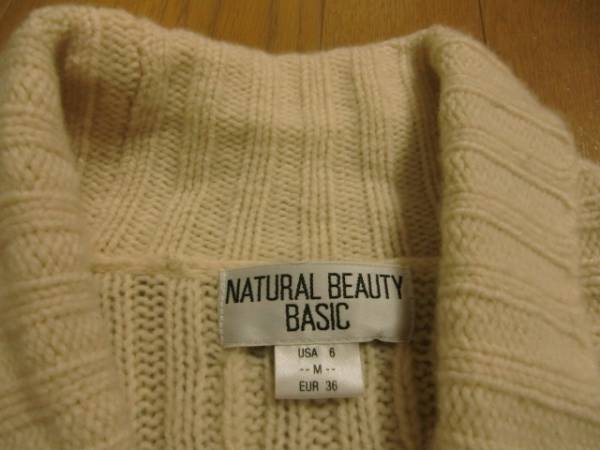 NATURAL BEAUTY
BASIC
USA 6
-- M --
EUR 36